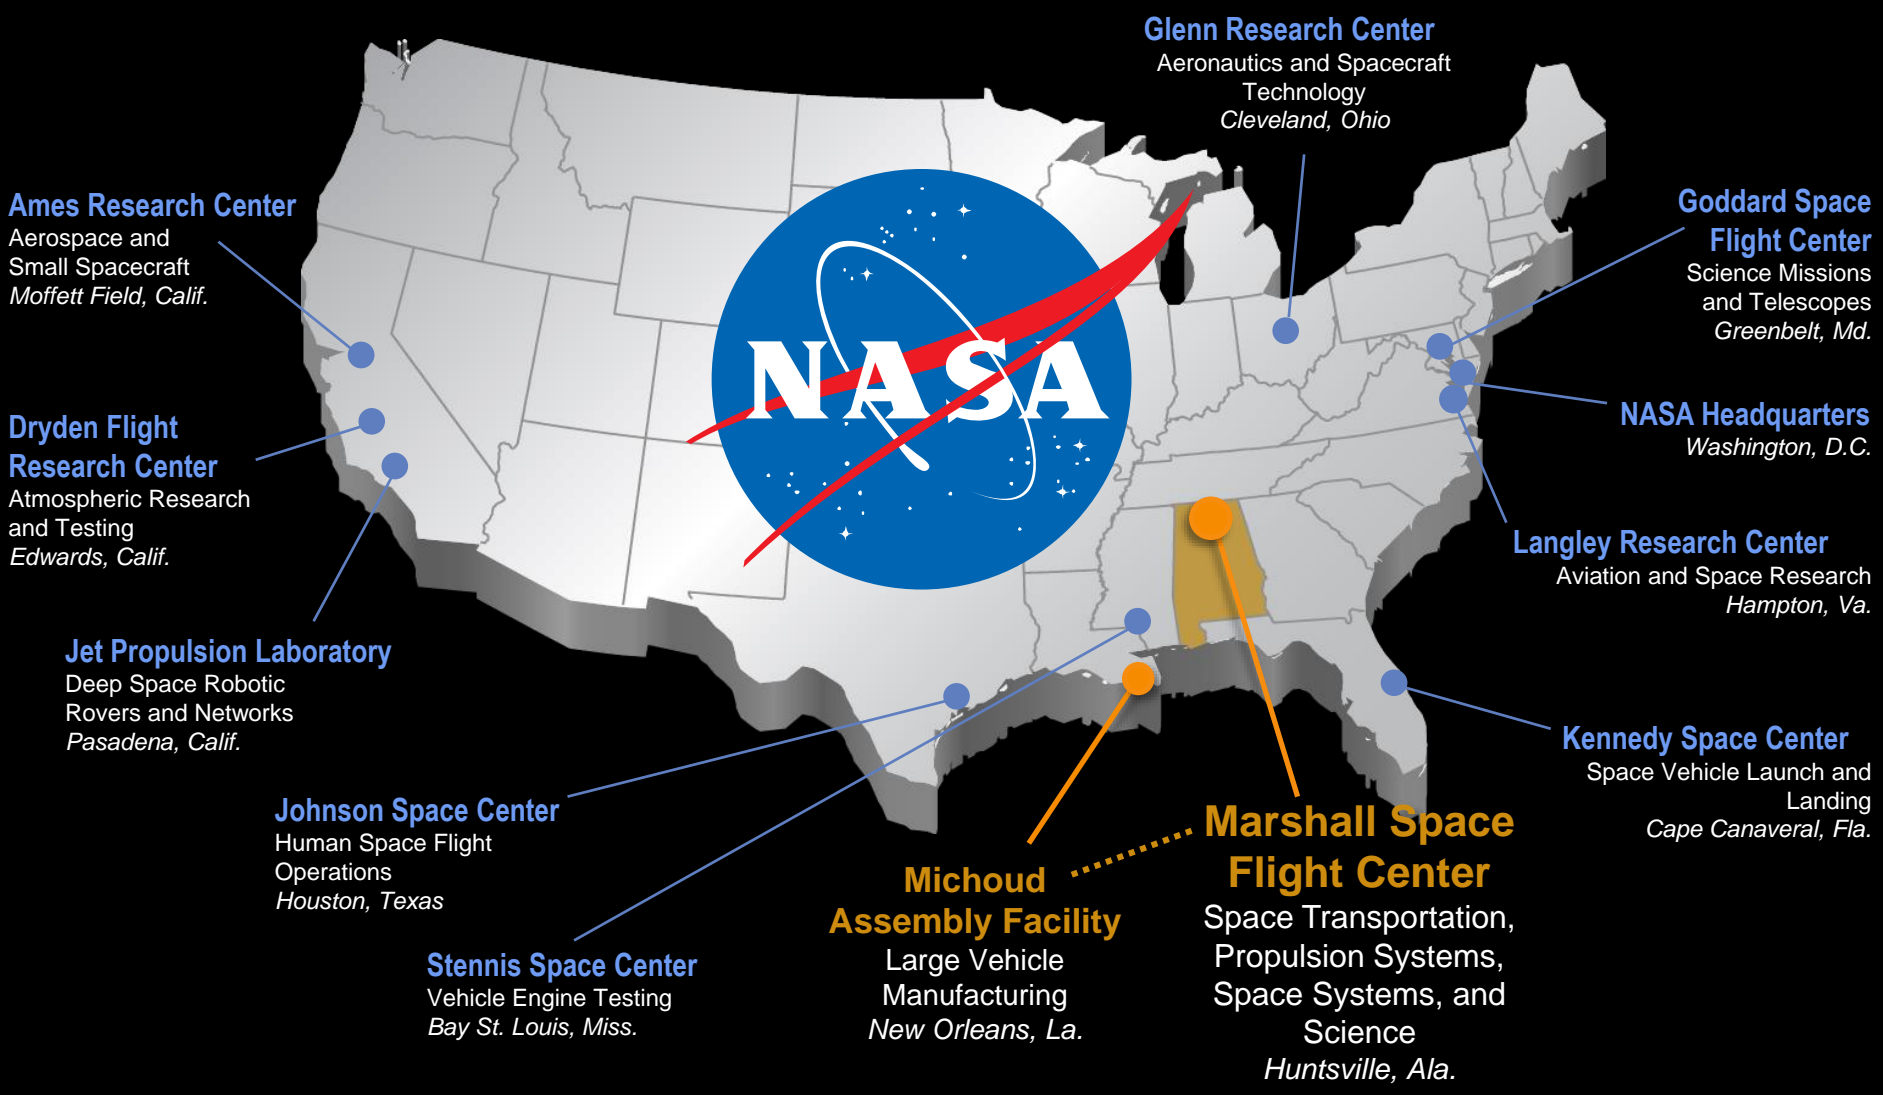 Glenn Research Center
Aeronautics and Spacecraft
Technology
Cleveland, Ohio
Ames Research Center
Aerospace and
Small Spacecraft
Moffett Field, Calif.
Goddard Space
Flight Center
Science Missions
and Telescopes
Greenbelt, Md.
NASA
Dryden Flight
Research Center
Atmospheric Research
and Testing
Edwards, Calif.
NASA Headquarters
Washington, D.C.
Langley Research Center
Aviation and Space Research
Hampton, Va.
Jet Propulsion Laboratory
Deep Space Robotic
Rovers and Networks
Pasadena, Calif.
Kennedy Space Center
Space Vehicle Launch and
Landing
Cape Canaveral, Fla.
Johnson Space Center
Human Space Flight
Operations
Houston, Texas
Marshall Space
Flight Center
Space Transportation,
Propulsion Systems,
Space Systems, and
Science
Huntsville, Ala.
Michoud
Assembly Facility
Large Vehicle
Manufacturing
New Orleans, La.
Stennis Space Center
Vehicle Engine Testing
Bay St. Louis, Miss.